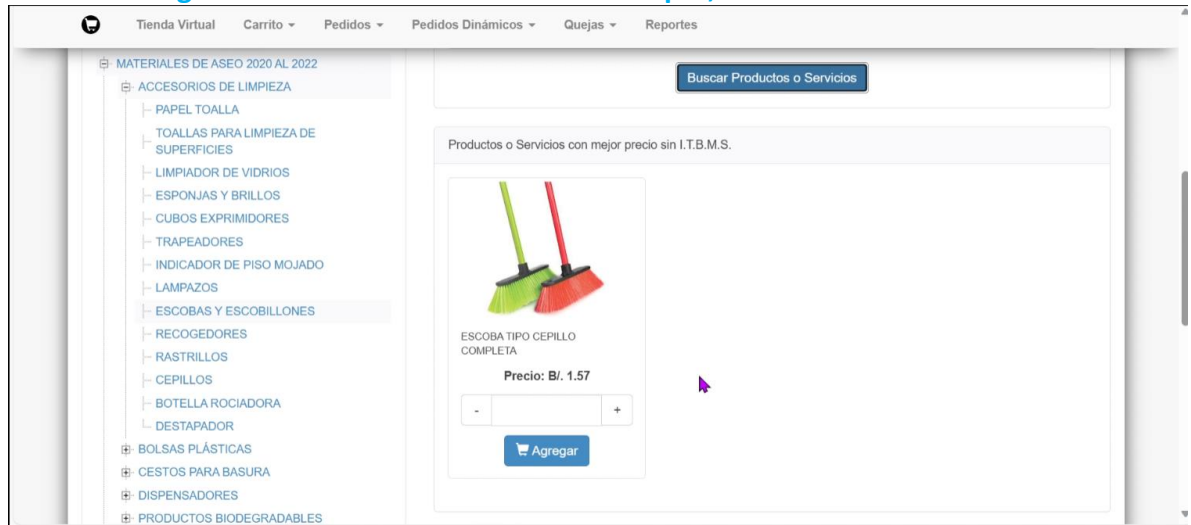 Tienda Virtual Carrito Pedidos Pedidos Dinámicos Quejas Reportes
MATERIALES DE ASEO 2020 AL 2022
ACCESORIOS DE LIMPIEZA
PAPEL TOALLA
TOALLAS PARA LIMPIEZA DE
SUPERFICIES
LIMPIADOR DE VIDRIOS
ESPONJAS Y BRILLOS
CUBOS EXPRIMIDORES
TRAPEADORES
INDICADOR DE PISO MOJADO
LAMPAZOS
ESCOBAS Y ESCOBILLONES
RECOGEDORES
RASTRILLOS
CEPILLOS
BOTELLA ROCIADORA
DESTAPADOR
BOLSAS PLÁSTICAS
CESTOS PARA BASURA
DISPENSADORES
PRODUCTOS BIODEGRADABLES
Buscar Productos o Servicios
Productos o Servicios con mejor precio sin I.T.B.M.S.
ESCOBA TIPO CEPILLO
COMPLETA
Precio: B/. 1.57
- +
Agregar